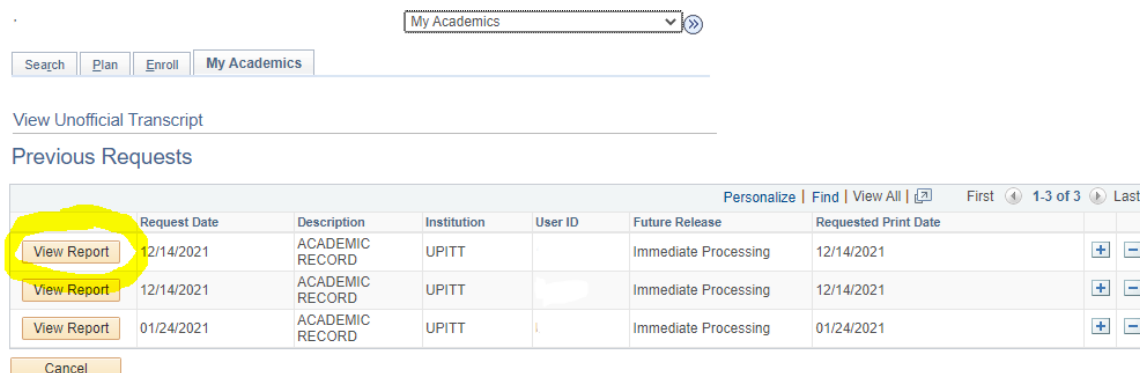 My Academics
Search Plan Enroll My Academics
View Unofficial Transcript
Previous Requests
Personalize | Find | View All | First 1-3 of 3 Last
Request Date Description Institution User ID Future Release Requested Print Date
View Report 12/14/2021 ACADEMIC RECORD UPITT Immediate Processing 12/14/2021
View Report 12/14/2021 ACADEMIC RECORD UPITT Immediate Processing 12/14/2021
View Report 01/24/2021 ACADEMIC RECORD UPITT Immediate Processing 01/24/2021
Cancel